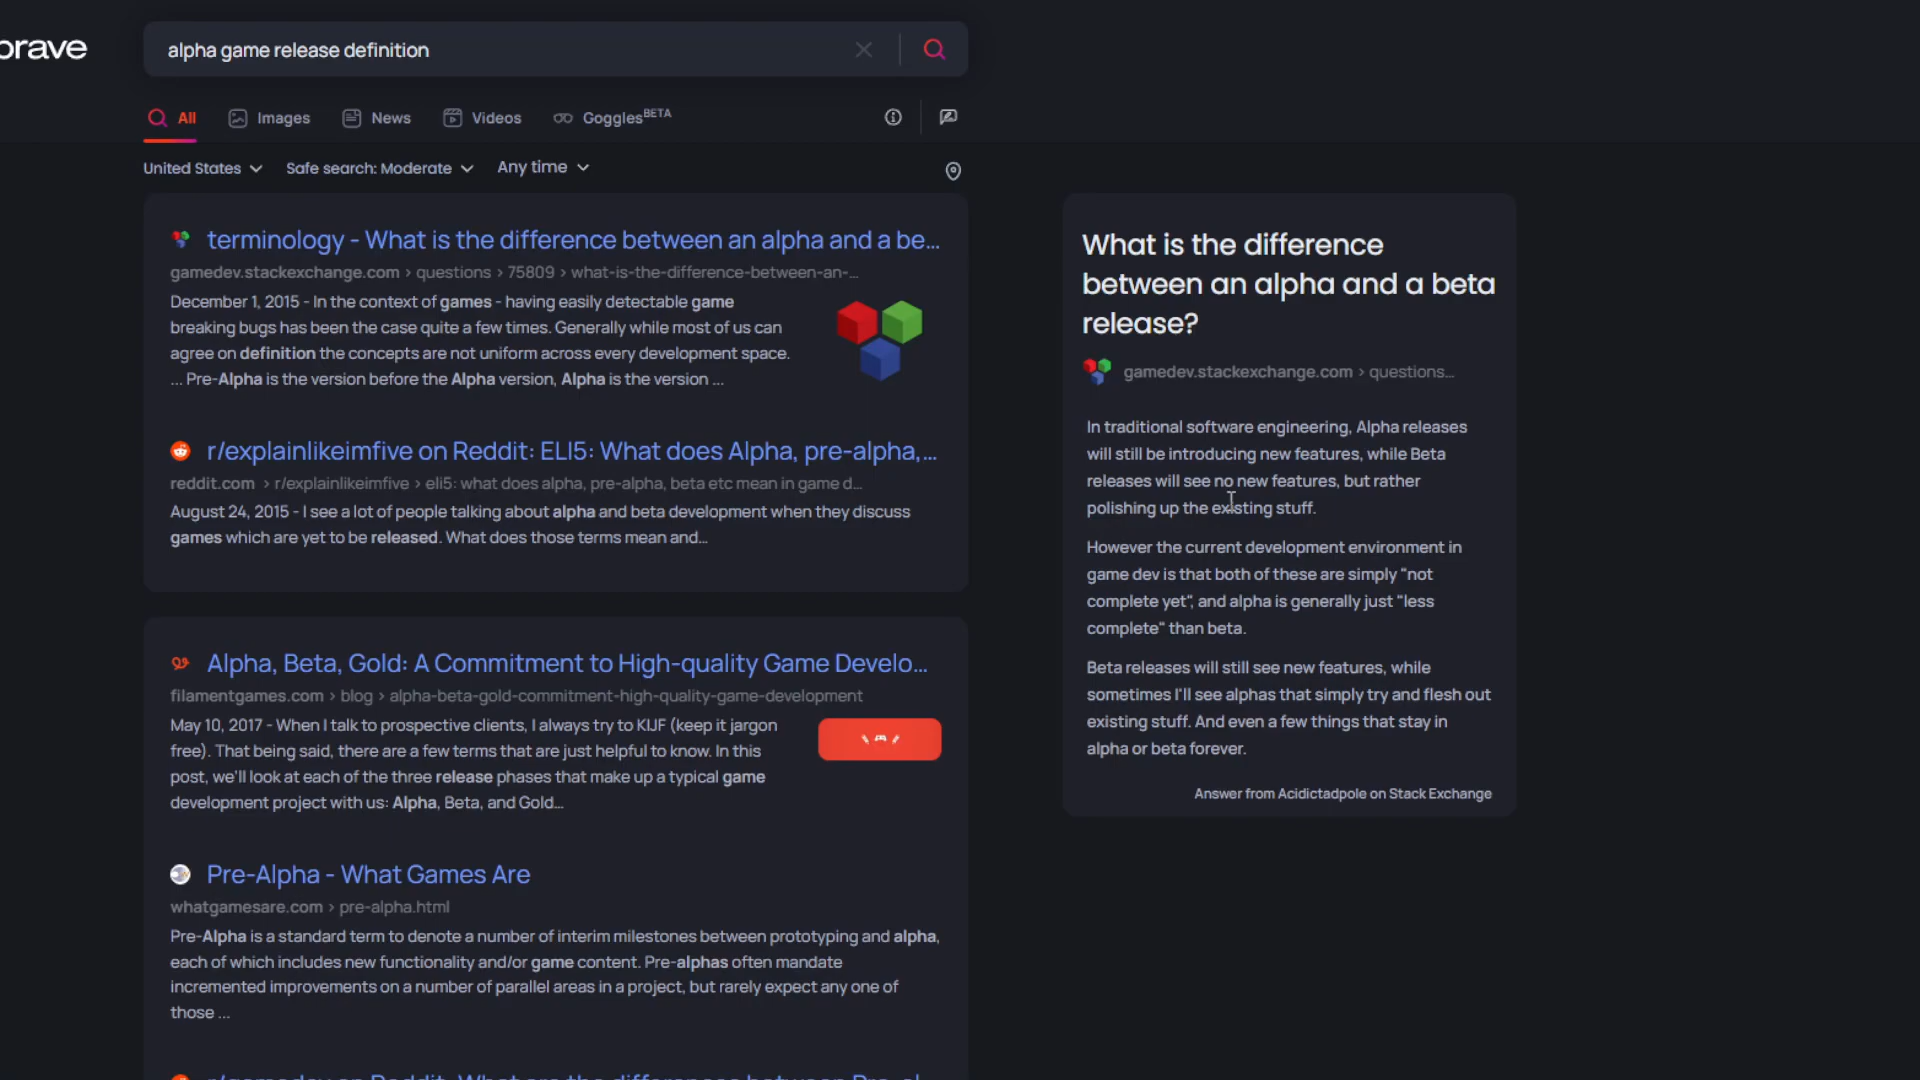 brave
alpha game release definition
All Images News Videos Goggles BETA
United States Safe search: Moderate Any time
terminology - What is the difference between an alpha and a be...
gamedev.stackexchange.com › questions › 75809 › what-is-the-difference-between-an-...
December 1, 2015 - In the context of games - having easily detectable game
breaking bugs has been the case quite a few times. Generally while most of us can
agree on definition the concepts are not uniform across every development space.
... Pre-Alpha is the version before the Alpha version, Alpha is the version ...
r/explainlikeimfive on Reddit: ELI5: What does Alpha, pre-alpha,...
reddit.com › r/explainlikeimfive › eli5: what does alpha, pre-alpha, beta etc mean in game d...
August 24, 2015 - I see a lot of people talking about alpha and beta development when they discuss
games which are yet to be released. What does those terms mean and...
Alpha, Beta, Gold: A Commitment to High-quality Game Develo...
filamentgames.com › blog › alpha-beta-gold-commitment-high-quality-game-development
May 10, 2017 - When I talk to prospective clients, I always try to KIJF (keep it jargon
free). That being said, there are a few terms that are just helpful to know. In this
post, we'll look at each of the three release phases that make up a typical game
development project with us: Alpha, Beta, and Gold...
Pre-Alpha - What Games Are
whatgamesare.com › pre-alpha.html
Pre-Alpha is a standard term to denote a number of interim milestones between prototyping and alpha,
each of which includes new functionality and/or game content. Pre-alphas often mandate
incremented improvements on a number of parallel areas in a project, but rarely expect any one of
those ...
r/gamedev on Reddit: What are the differences between Pre-al
What is the difference
between an alpha and a beta
release?
gamedev.stackexchange.com › questions...
In traditional software engineering, Alpha releases
will still be introducing new features, while Beta
releases will see no new features, but rather
polishing up the existing stuff.
However the current development environment in
game dev is that both of these are simply "not
complete yet", and alpha is generally just "less
complete" than beta.
Beta releases will still see new features, while
sometimes I'll see alphas that simply try and flesh out
existing stuff. And even a few things that stay in
alpha or beta forever.
Answer from Acidictadpole on Stack Exchange